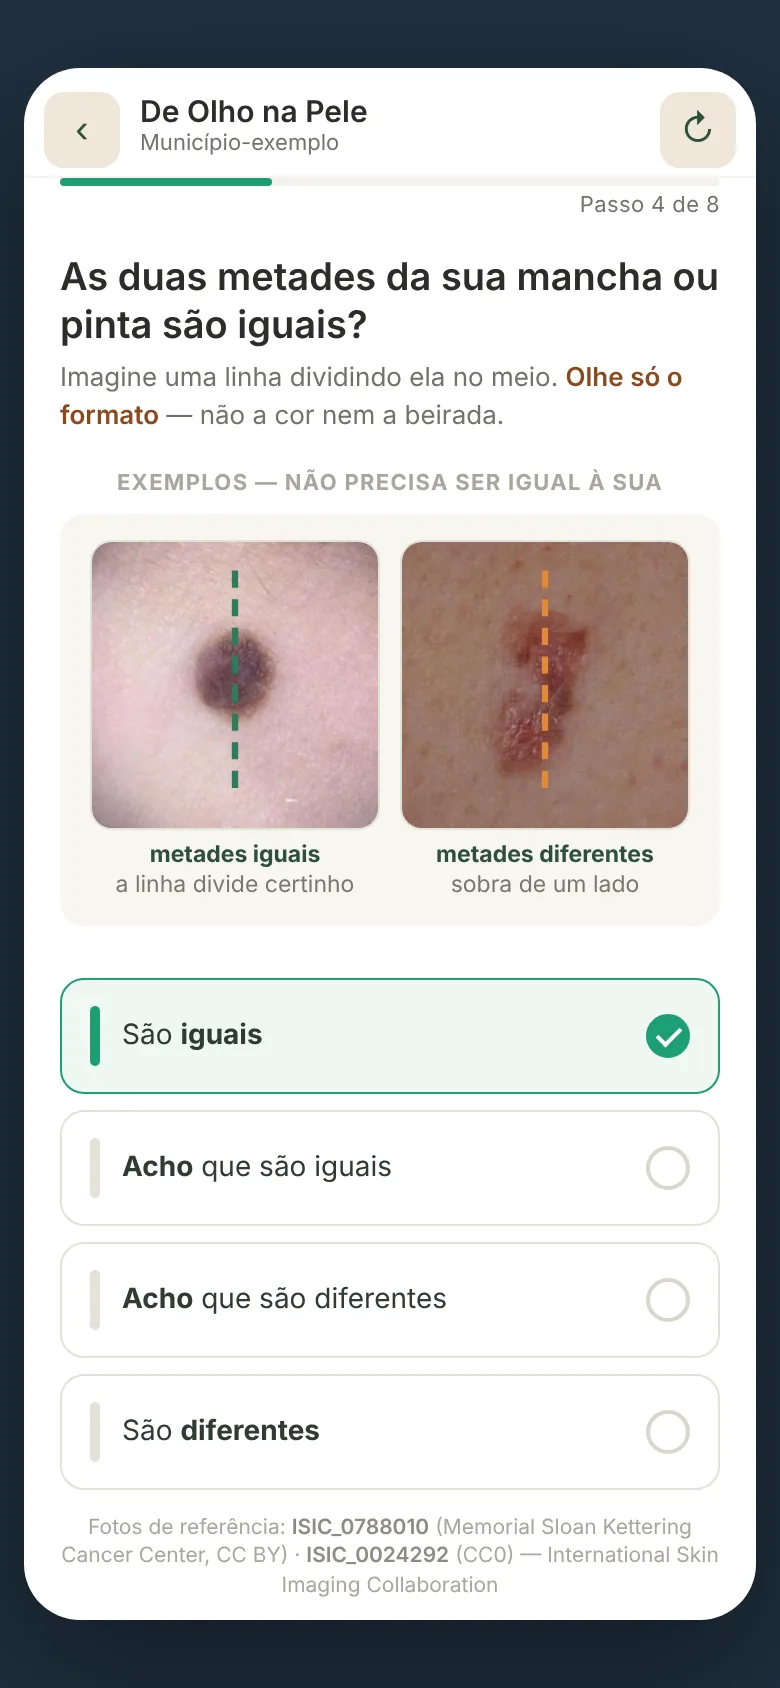 De Olho na Pele
Município-exemplo
Passo 4 de 8
As duas metades da sua mancha ou
pinta são iguais?
Imagine uma linha dividindo ela no meio. Olhe só o
formato — não a cor nem a beirada.
EXEMPLOS — NÃO PRECISA SER IGUAL À SUA
metades iguais
a linha divide certinho
metades diferentes
sobra de um lado
São iguais
Acho que são iguais
Acho que são diferentes
São diferentes
Fotos de referência: ISIC_0788010 (Memorial Sloan Kettering
Cancer Center, CC BY) · ISIC_0024292 (CC0) — International Skin
Imaging Collaboration